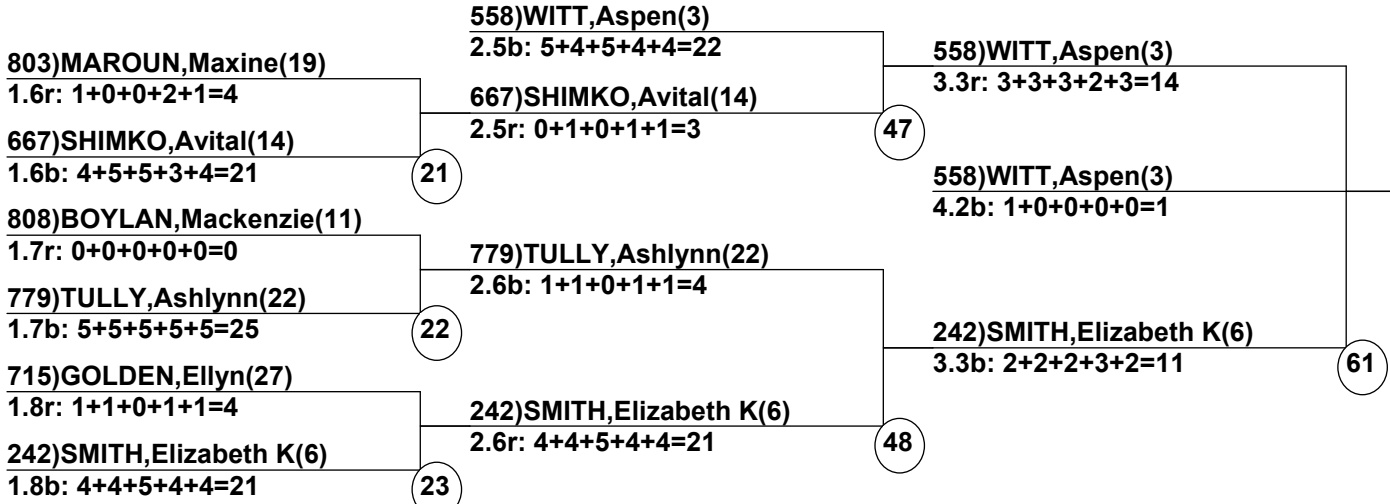 803)MAROUN,Maxine(19)
1.6r: 1+0+0+2+1=4
667)SHIMKO,Avital(14)
1.6b: 4+5+5+3+4=21
21
808)BOYLAN,Mackenzie(11)
1.7r: 0+0+0+0+0=0
779)TULLY,Ashlynn(22)
1.7b: 5+5+5+5+5=25
22
715)GOLDEN,Ellyn(27)
1.8r: 1+1+0+1+1=4
242)SMITH,Elizabeth K(6)
1.8b: 4+4+5+4+4=21
23
558)WITT,Aspen(3)
2.5b: 5+4+5+4+4=22
667)SHIMKO,Avital(14)
2.5r: 0+1+0+1+1=3
47
779)TULLY,Ashlynn(22)
2.6b: 1+1+0+1+1=4
242)SMITH,Elizabeth K(6)
2.6r: 4+4+5+4+4=21
48
558)WITT,Aspen(3)
3.3r: 3+3+3+2+3=14
558)WITT,Aspen(3)
4.2b: 1+0+0+0+0=1
242)SMITH,Elizabeth K(6)
3.3b: 2+2+2+3+2=11
61